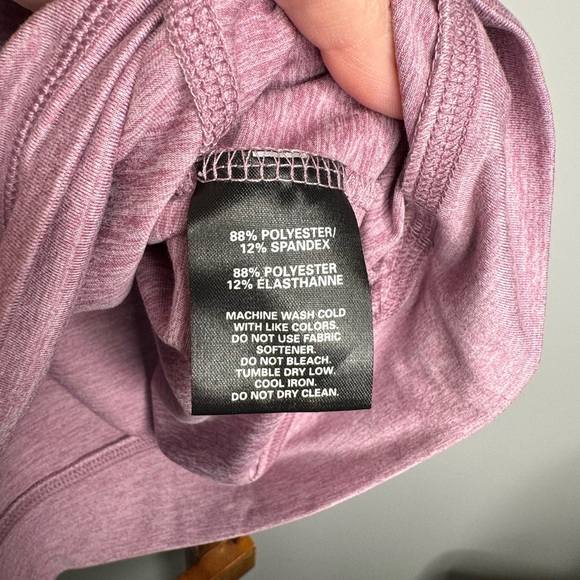 88% POLYESTER/
12% SPANDEX
88% POLYESTER
12% ÉLASTHANNE
MACHINE WASH COLD
WITH LIKE COLORS.
DO NOT USE FABRIC
SOFTENER.
DO NOT BLEACH.
TUMBLE DRY LOW.
COOL IRON.
DO NOT DRY CLEAN.